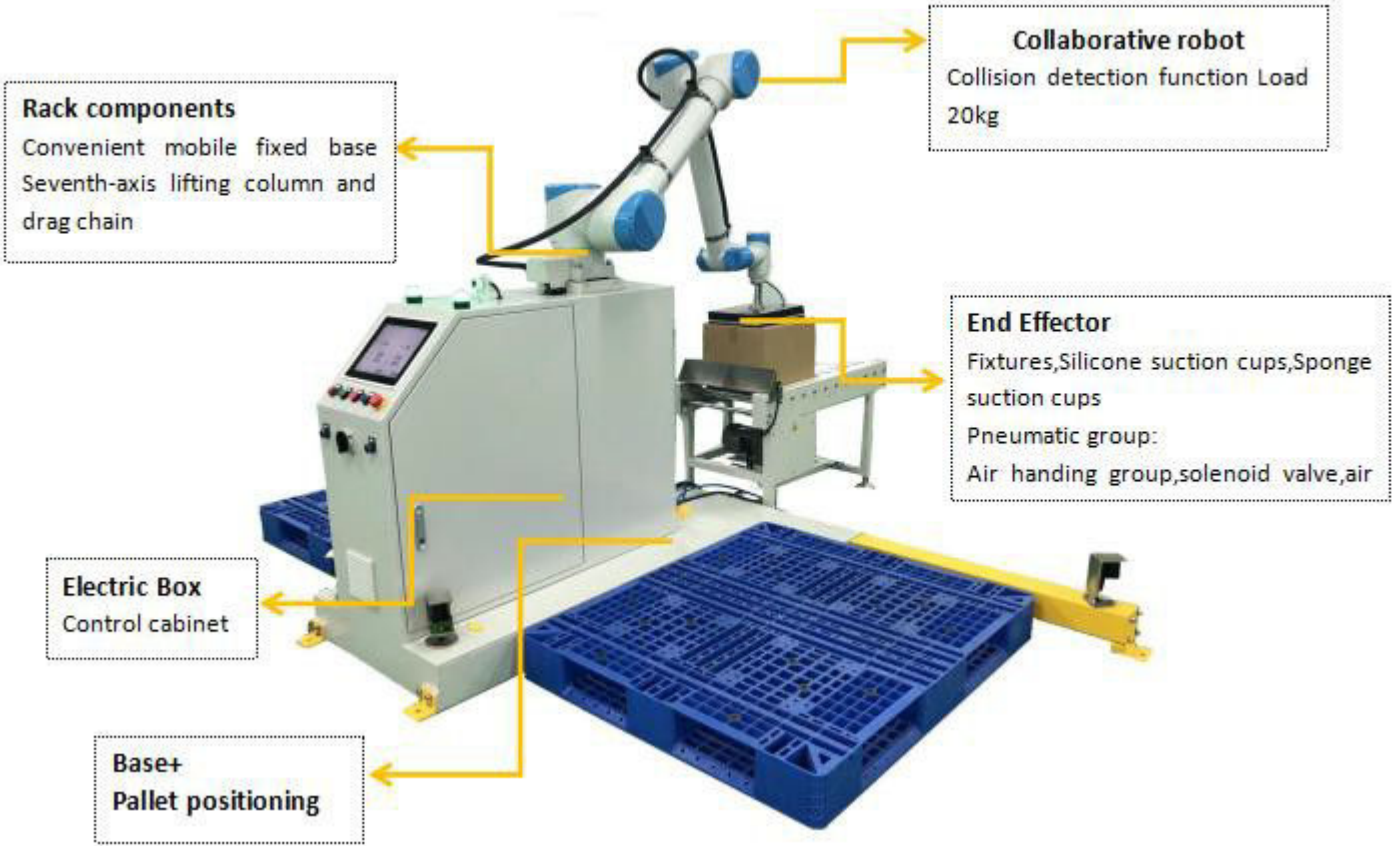 Collaborative robot
Collision detection function Load
20kg
Rack components
Convenient mobile fixed base
Seventh-axis lifting column and
drag chain
End Effector
Fixtures,Silicone suction cups,Sponge
suction cups
Pneumatic group:
Air handing group,solenoid valve,air
Electric Box
Control cabinet
Base+
Pallet positioning